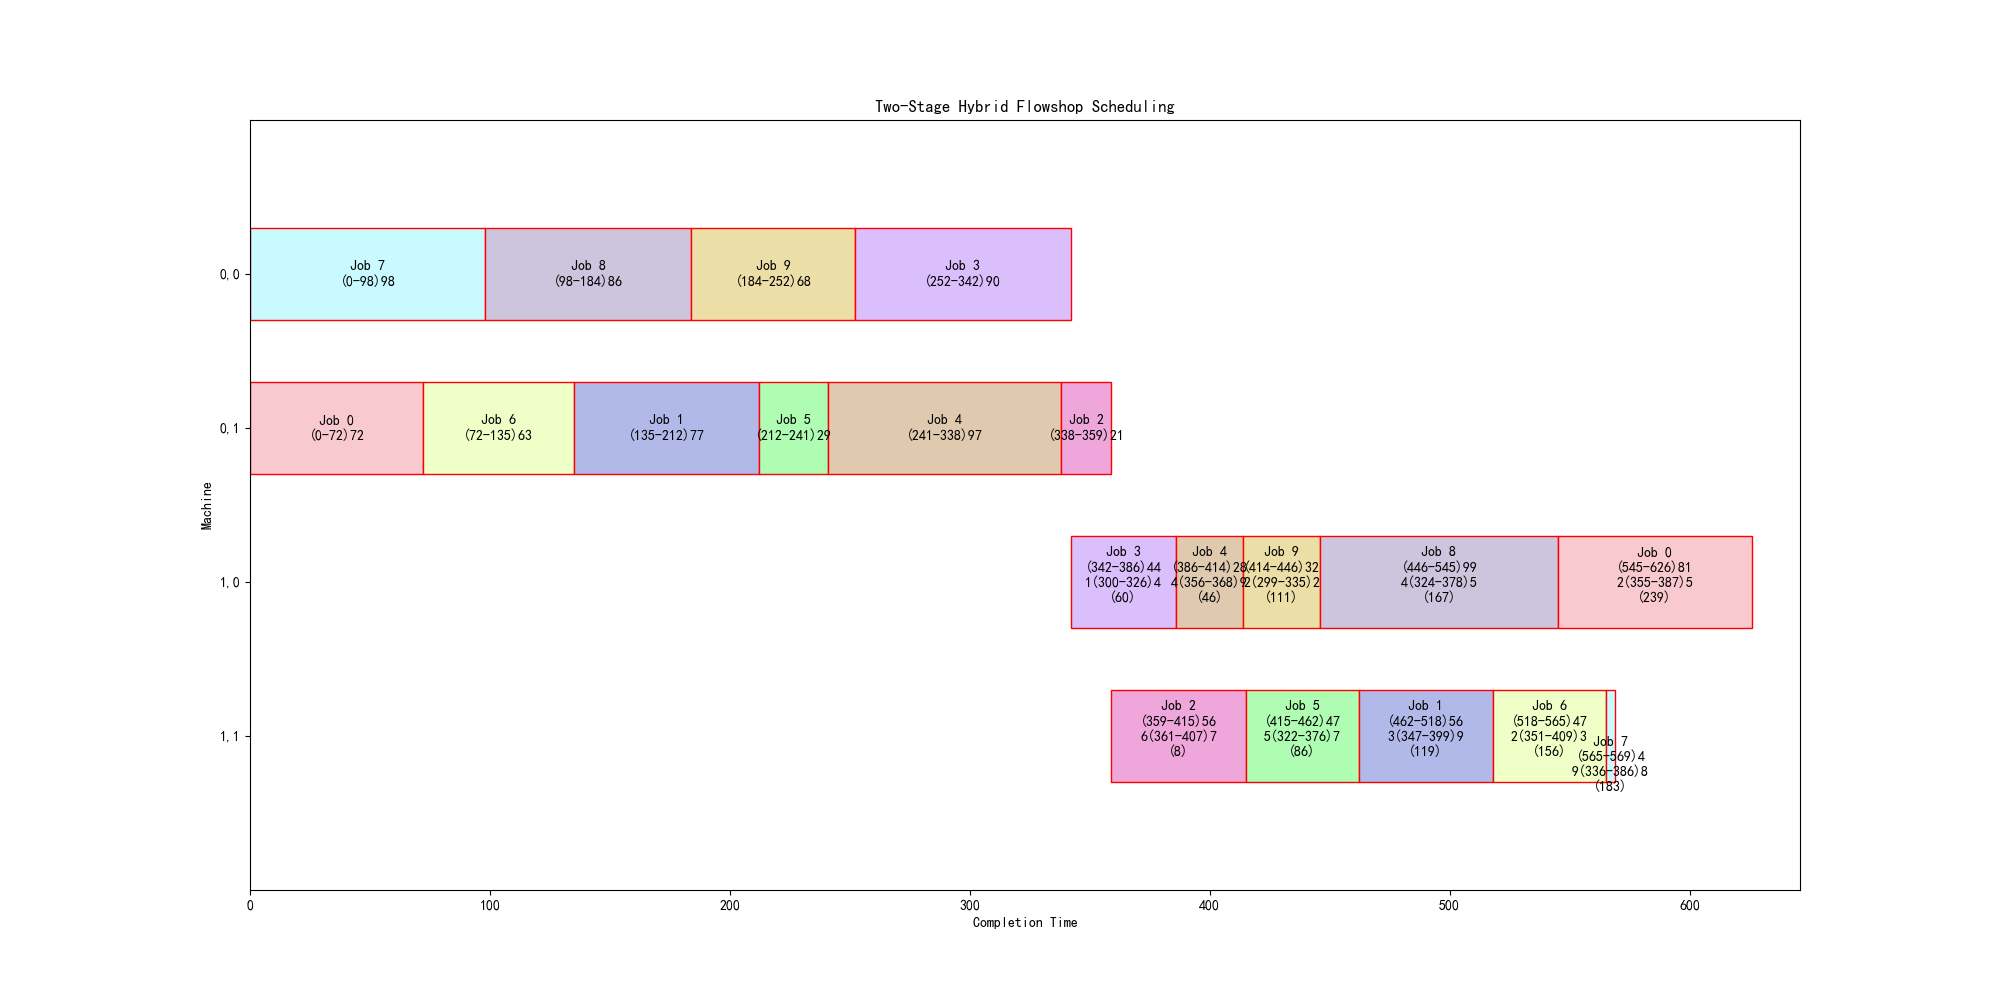 Two-Stage Hybrid Flowshop Scheduling
Machine
0,0
Job 7
(0-98)98
Job 8
(98-184)86
Job 9
(184-252)68
Job 3
(252-342)90
0,1
Job 0
(0-72)72
Job 6
(72-135)63
Job 1
(135-212)77
Job 5
(212-241)29
Job 4
(241-338)97
Job 2
(338-359)21
1,0
Job 3
(342-386)44
1(300-326)4
(60)
Job 4
(386-414)28
4(356-368)9
(46)
Job 9
(414-446)32
2(299-335)2
(111)
Job 8
(446-545)99
4(324-378)5
(167)
Job 0
(545-626)81
2(355-387)5
(239)
1,1
Job 2
(359-415)56
6(361-407)7
(8)
Job 5
(415-462)47
5(322-376)7
(86)
Job 1
(462-518)56
3(347-399)9
(119)
Job 6
(518-565)47
2(351-409)3
(156)
Job 7
(565-569)4
9(336-386)8
(183)
0 100 200 300 400 500 600
Completion Time